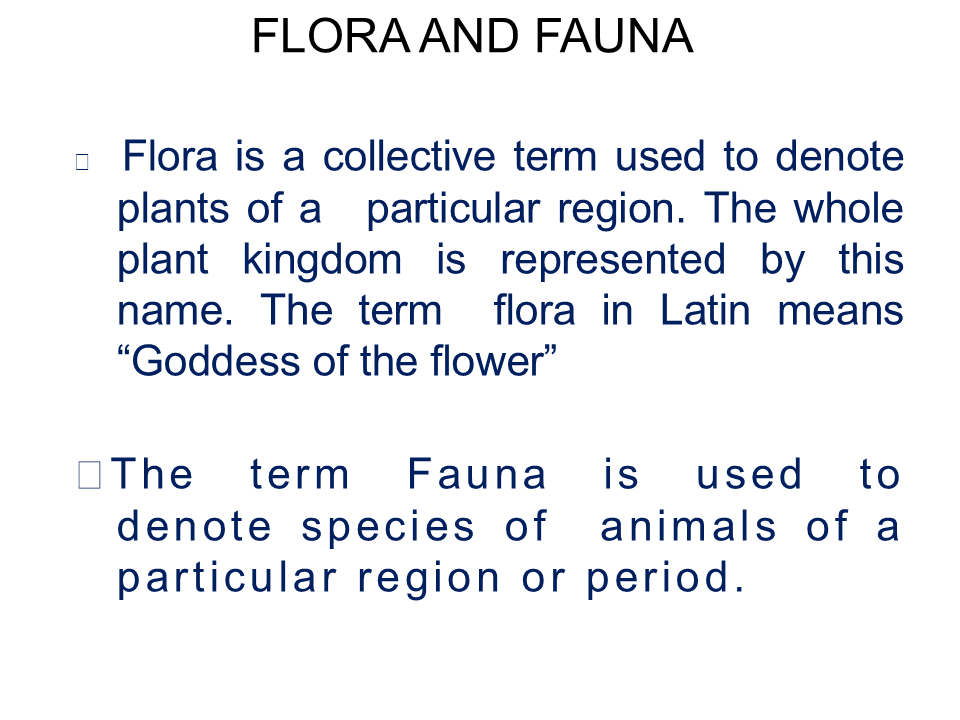 FLORA AND FAUNA
Flora is a collective term used to denote
plants of a particular region. The whole
plant kingdom is represented by this
name. The term flora in Latin means
“Goddess of the flower”
The term Fauna is used to
denote species of animals of a
particular region or period.